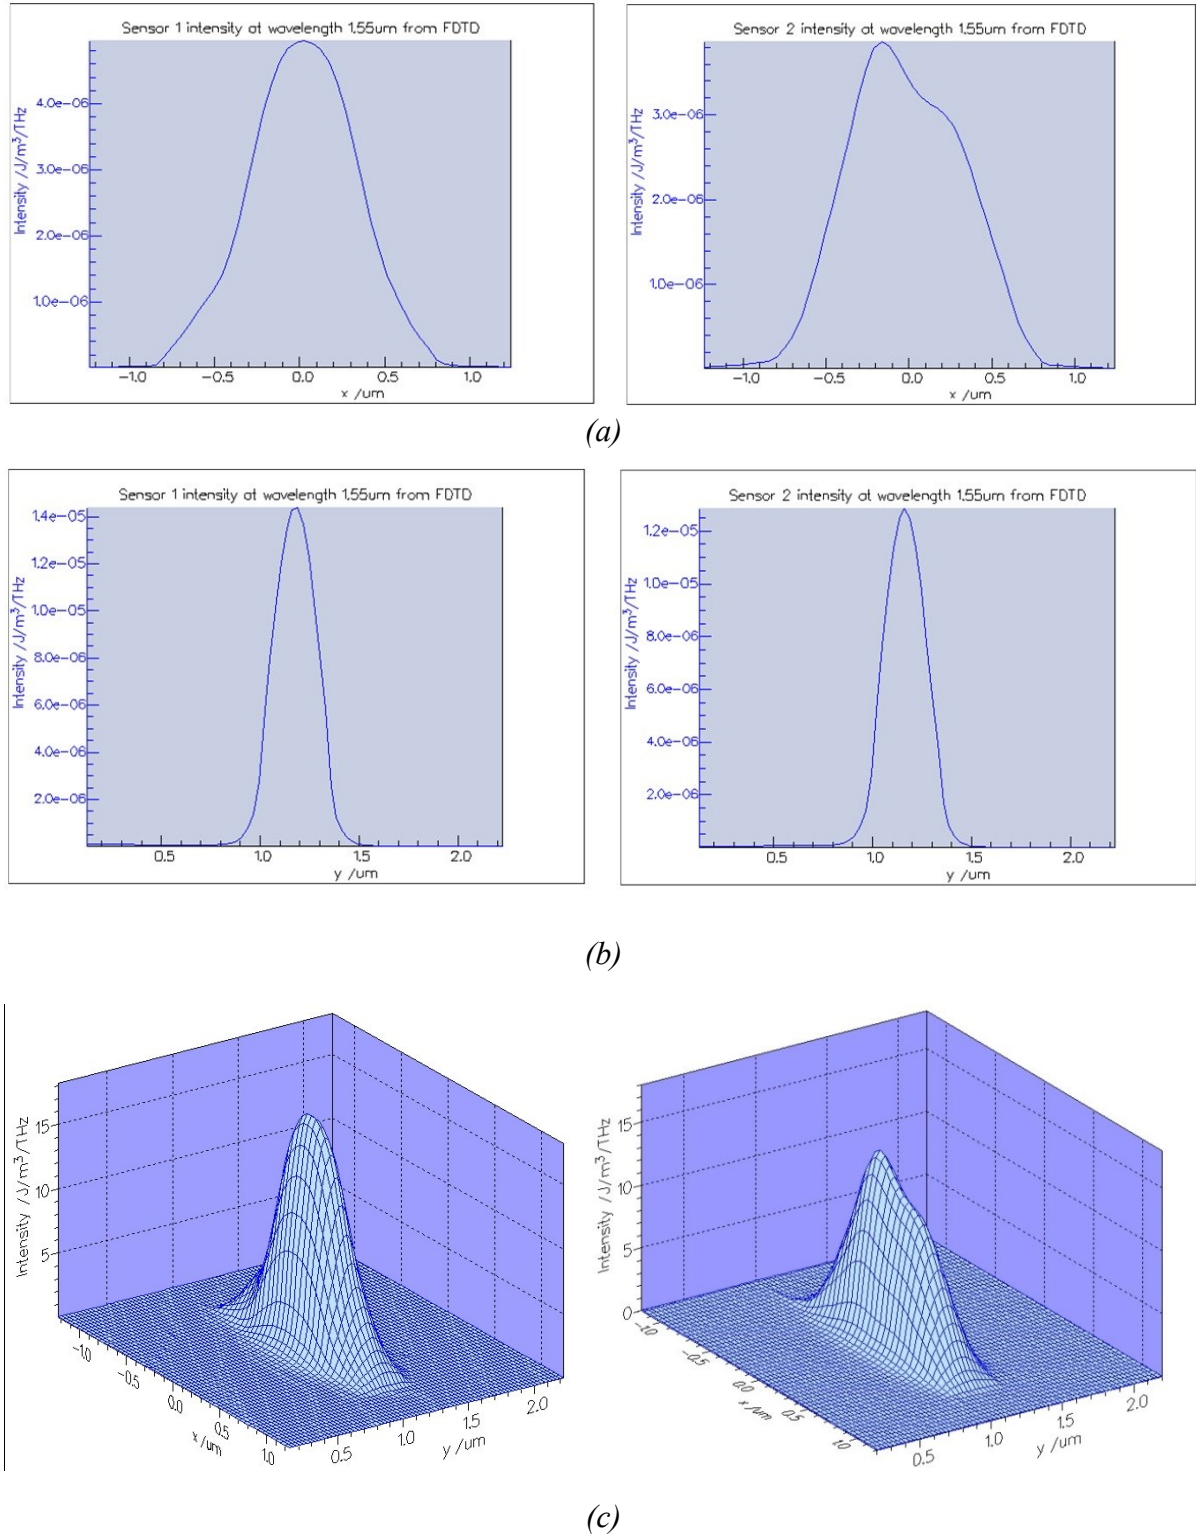 Sensor 1 intensity at wavelength 1.55um from FDTD
Intensity /J/m³/THz
4.0e-06
3.0e-06
2.0e-06
1.0e-06
-1.0 -0.5 0.0 0.5 1.0
x /um
Sensor 2 intensity at wavelength 1.55um from FDTD
Intensity /J/m³/THz
3.0e-06
2.0e-06
1.0e-06
-1.0 -0.5 0.0 0.5 1.0
x /um
(a)
Sensor 1 intensity at wavelength 1.55um from FDTD
Intensity /J/m³/THz
1.4e-05
1.2e-05
1.0e-05
8.0e-06
6.0e-06
4.0e-06
2.0e-06
0.5 1.0 1.5 2.0
y /um
Sensor 2 intensity at wavelength 1.55um from FDTD
Intensity /J/m³/THz
1.2e-05
1.0e-05
8.0e-06
6.0e-06
4.0e-06
2.0e-06
0.5 1.0 1.5 2.0
y /um
(b)
Intensity /J/m³/THz
15
10
5
-1.0 -0.5 0.0 0.5 1.0
x /um
0.5 1.0 1.5 2.0
y /um
Intensity /J/m³/THz
15
10
5
0
-1.0 -0.5 0.0 0.5 1.0
x /um
0.5 1.0 1.5 2.0
y /um
(c)